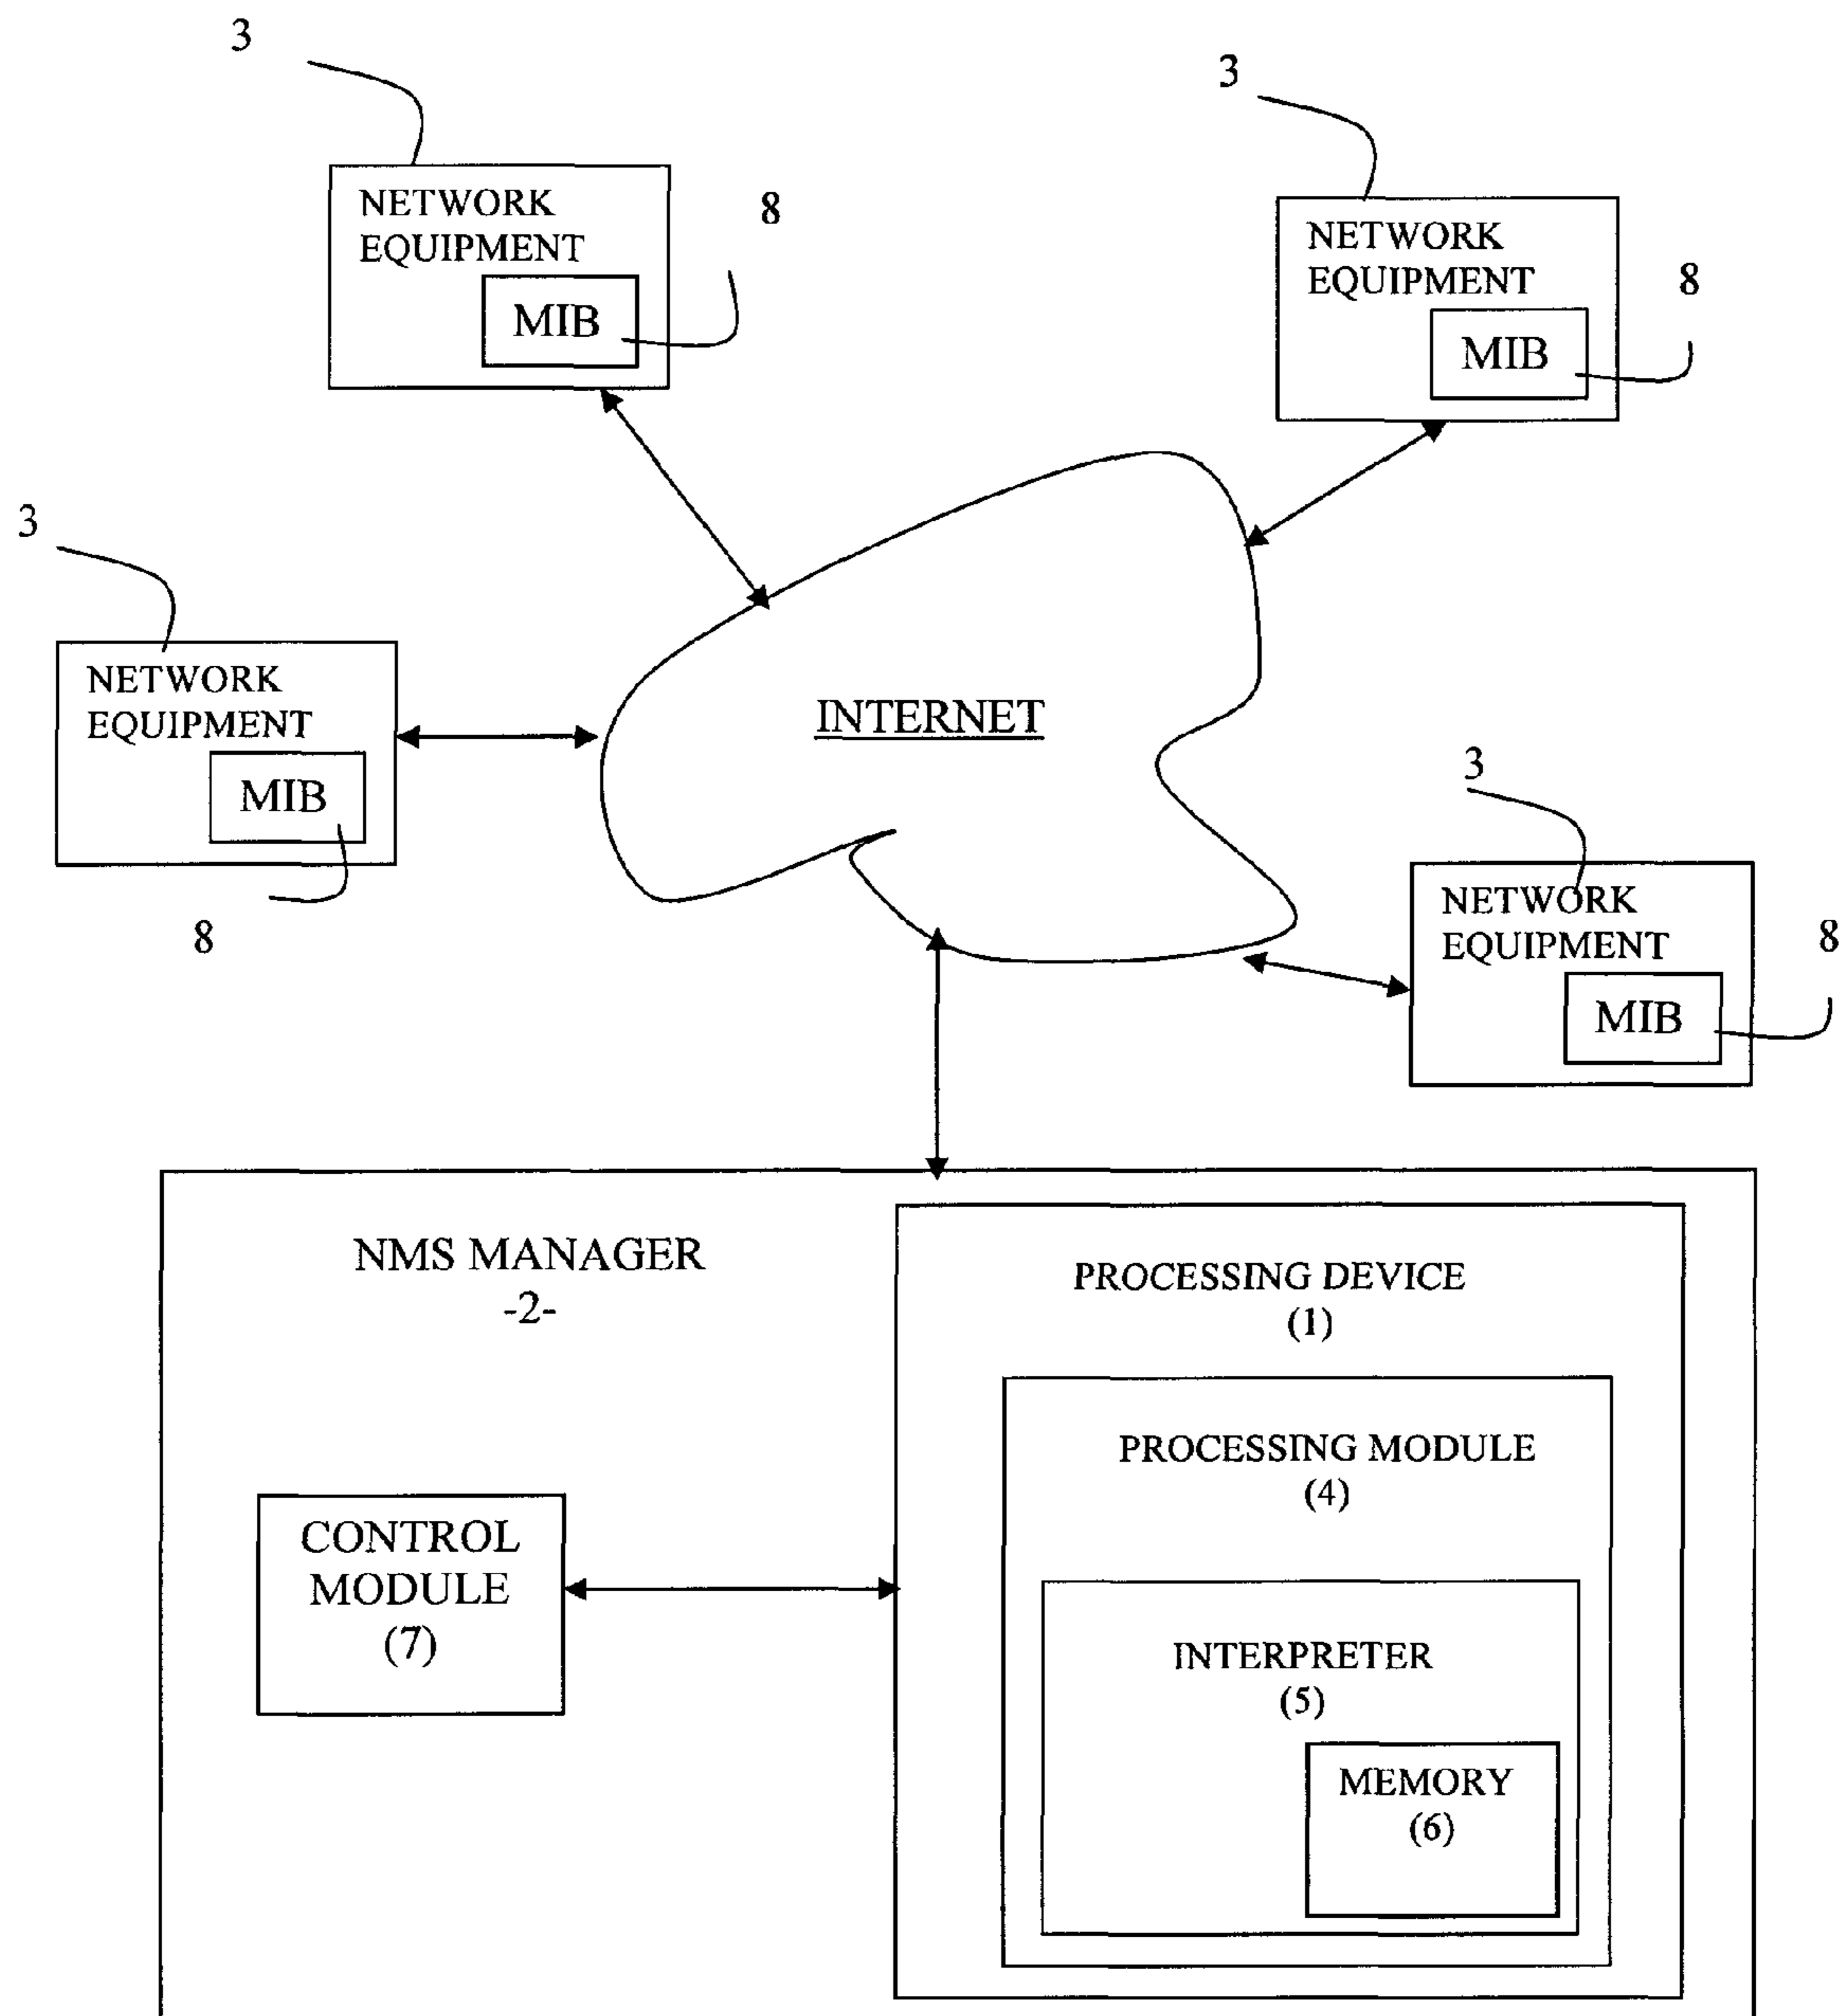 3
3
NETWORK
EQUIPMENT
MIB
8
NETWORK
EQUIPMENT
MIB
8
3
NETWORK
EQUIPMENT
MIB
8
INTERNET
3
NETWORK
EQUIPMENT
MIB
8
NMS MANAGER
-2-
PROCESSING DEVICE
(1)
PROCESSING MODULE
(4)
CONTROL
MODULE
(7)
INTERPRETER
(5)
MEMORY
(6)